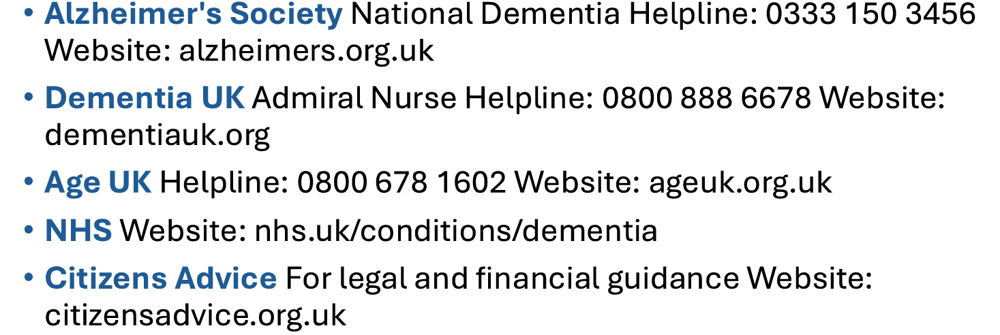 • Alzheimer's Society National Dementia Helpline: 0333 150 3456
Website: alzheimers.org.uk
• Dementia UK Admiral Nurse Helpline: 0800 888 6678 Website:
dementiauk.org
• Age UK Helpline: 0800 678 1602 Website: ageuk.org.uk
• NHS Website: nhs.uk/conditions/dementia
• Citizens Advice For legal and financial guidance Website:
citizensadvice.org.uk